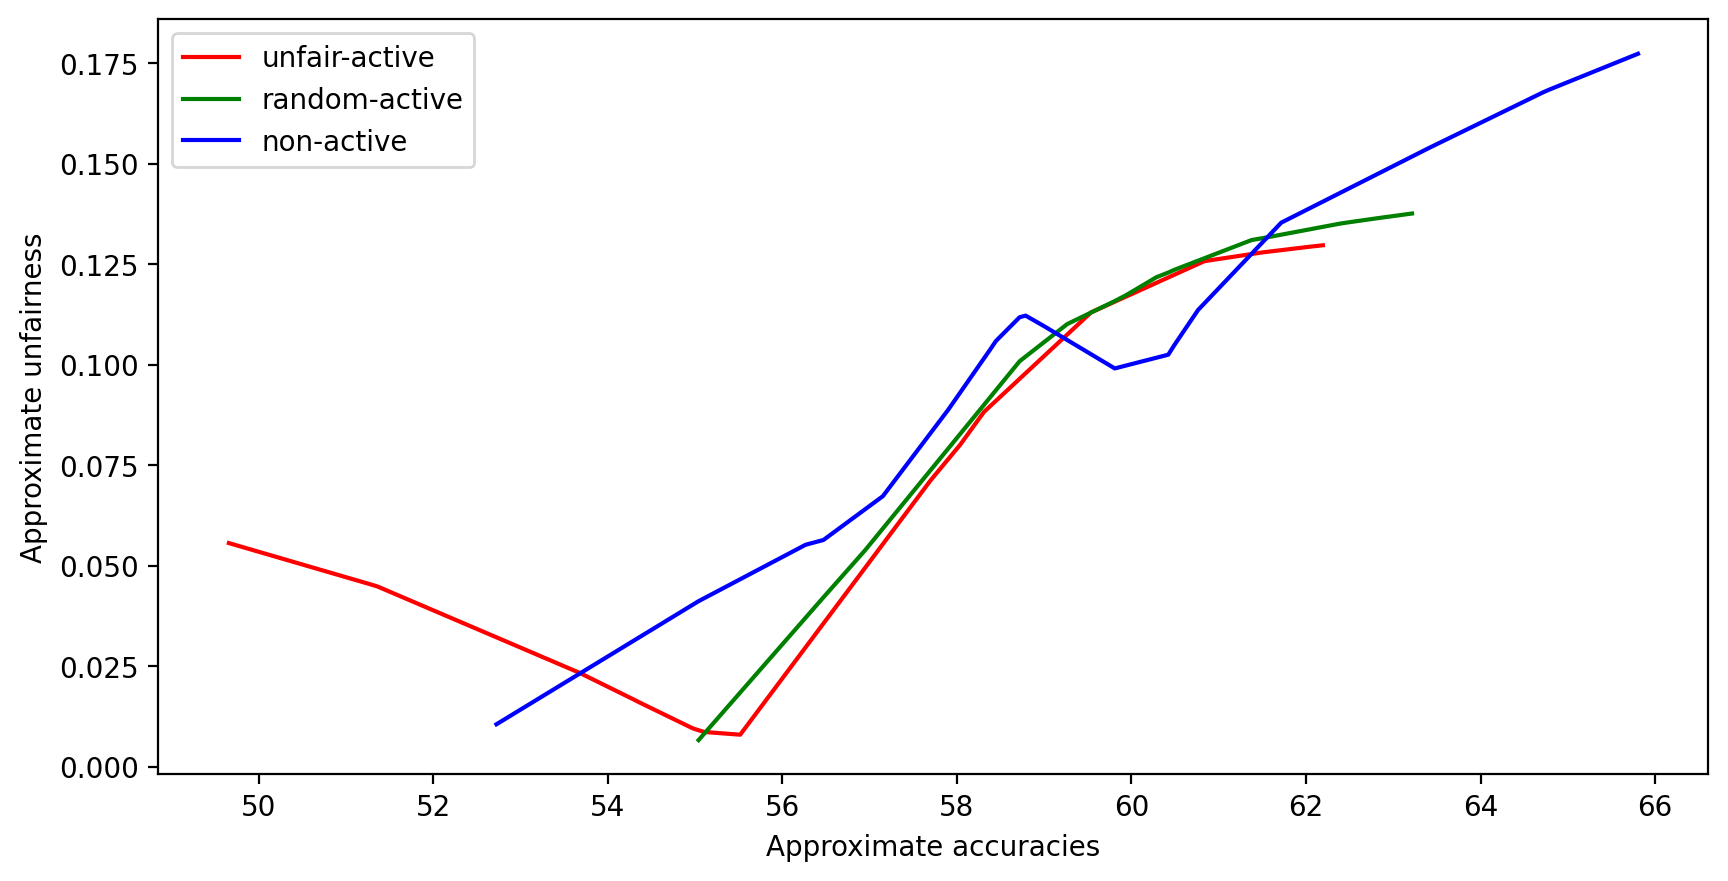 unfair-active
random-active
non-active
0.175
0.150
0.125
0.100
0.075
0.050
0.025
0.000
Approximate unfairness
50 52 54 56 58 60 62 64 66
Approximate accuracies